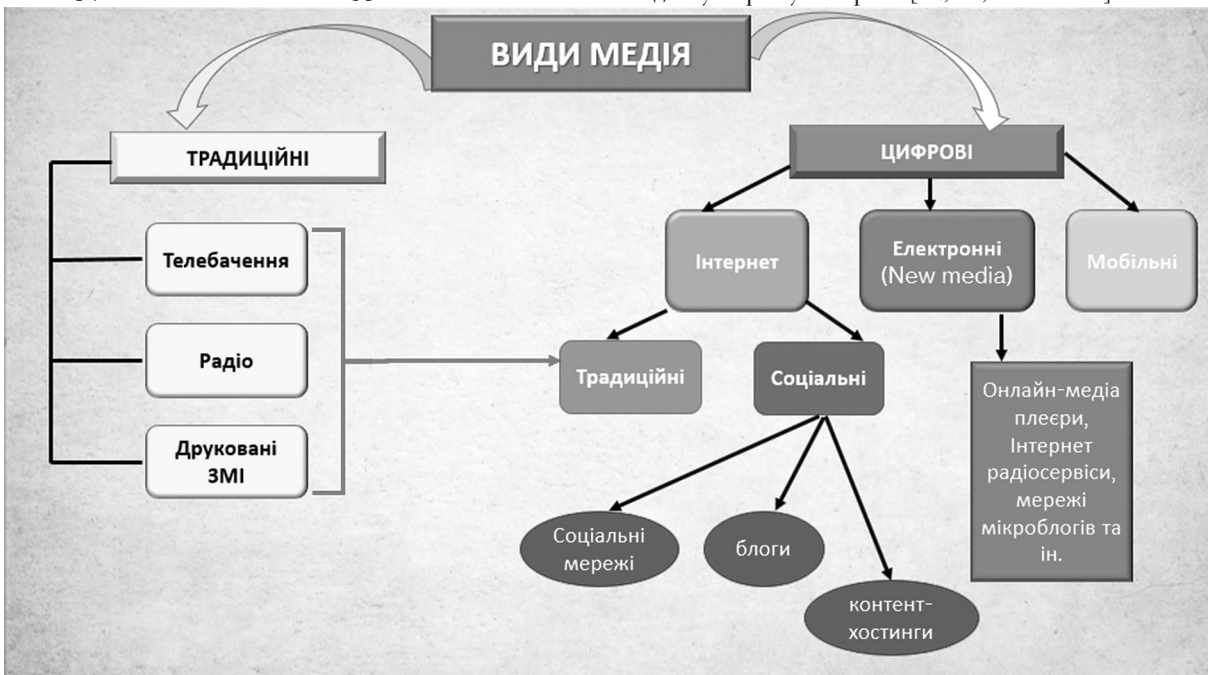 ВИДИ МЕДІЯ
ТРАДИЦІЙНІ
Телебачення
Радіо
Друковані
ЗМІ
ЦИФРОВІ
Інтернет
Електронні
(New media)
Мобільні
Традиційні
Соціальні
Онлайн-медіа
плеєри,
Інтернет
радіосервіси,
мережі
мікроблогів та
ін.
Соціальні
мережі
блоги
контент-
хостинги